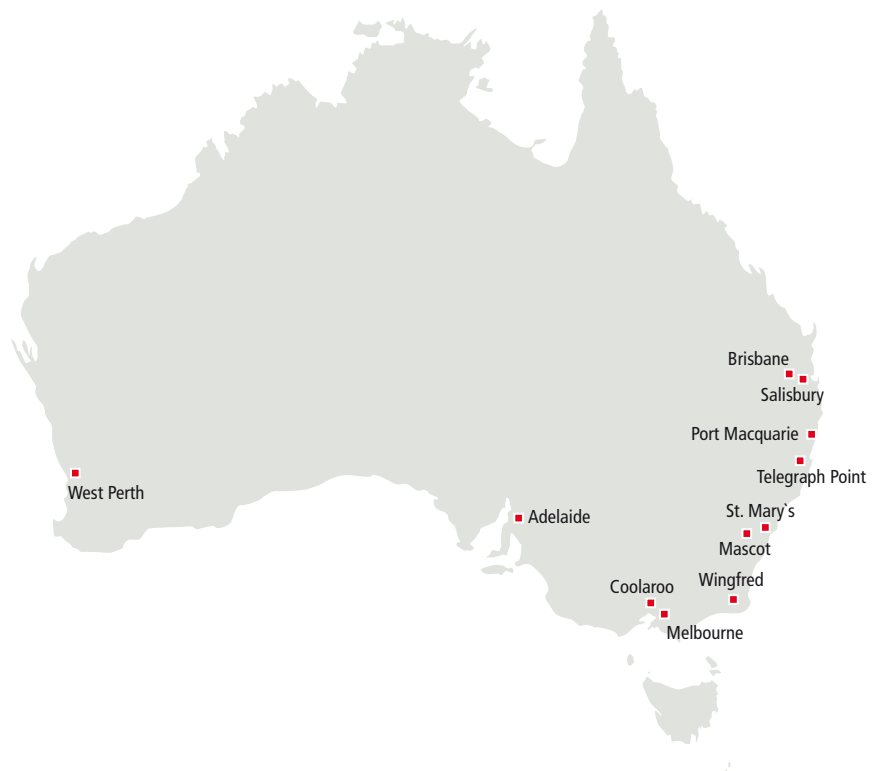 Brisbane
Salisbury
Port Macquarie
Telegraph Point
West Perth
St. Mary`s
Adelaide
Mascot
Wingfred
Coolaroo
Melbourne